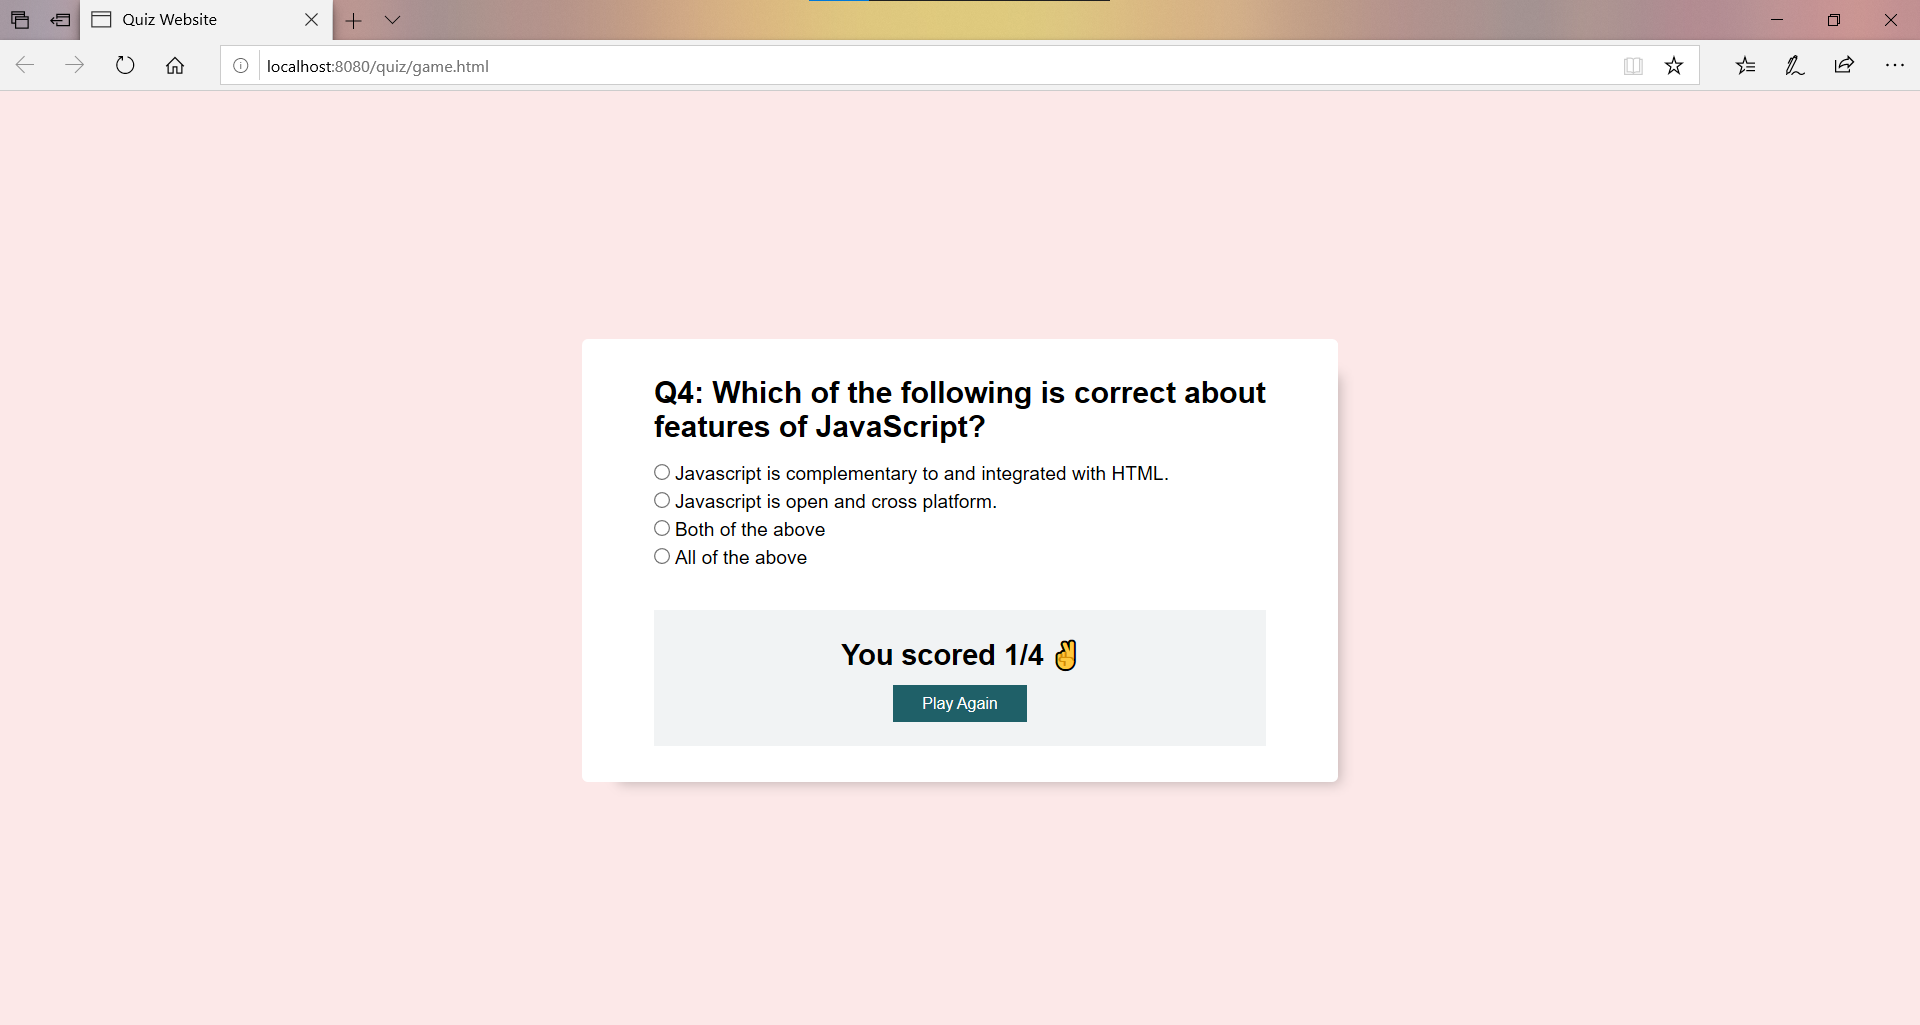 Quiz Website
localhost:8080/quiz/game.html
Q4: Which of the following is correct about
features of JavaScript?
Javascript is complementary to and integrated with HTML.
Javascript is open and cross platform.
Both of the above
All of the above
You scored 1/4 ✌
Play Again